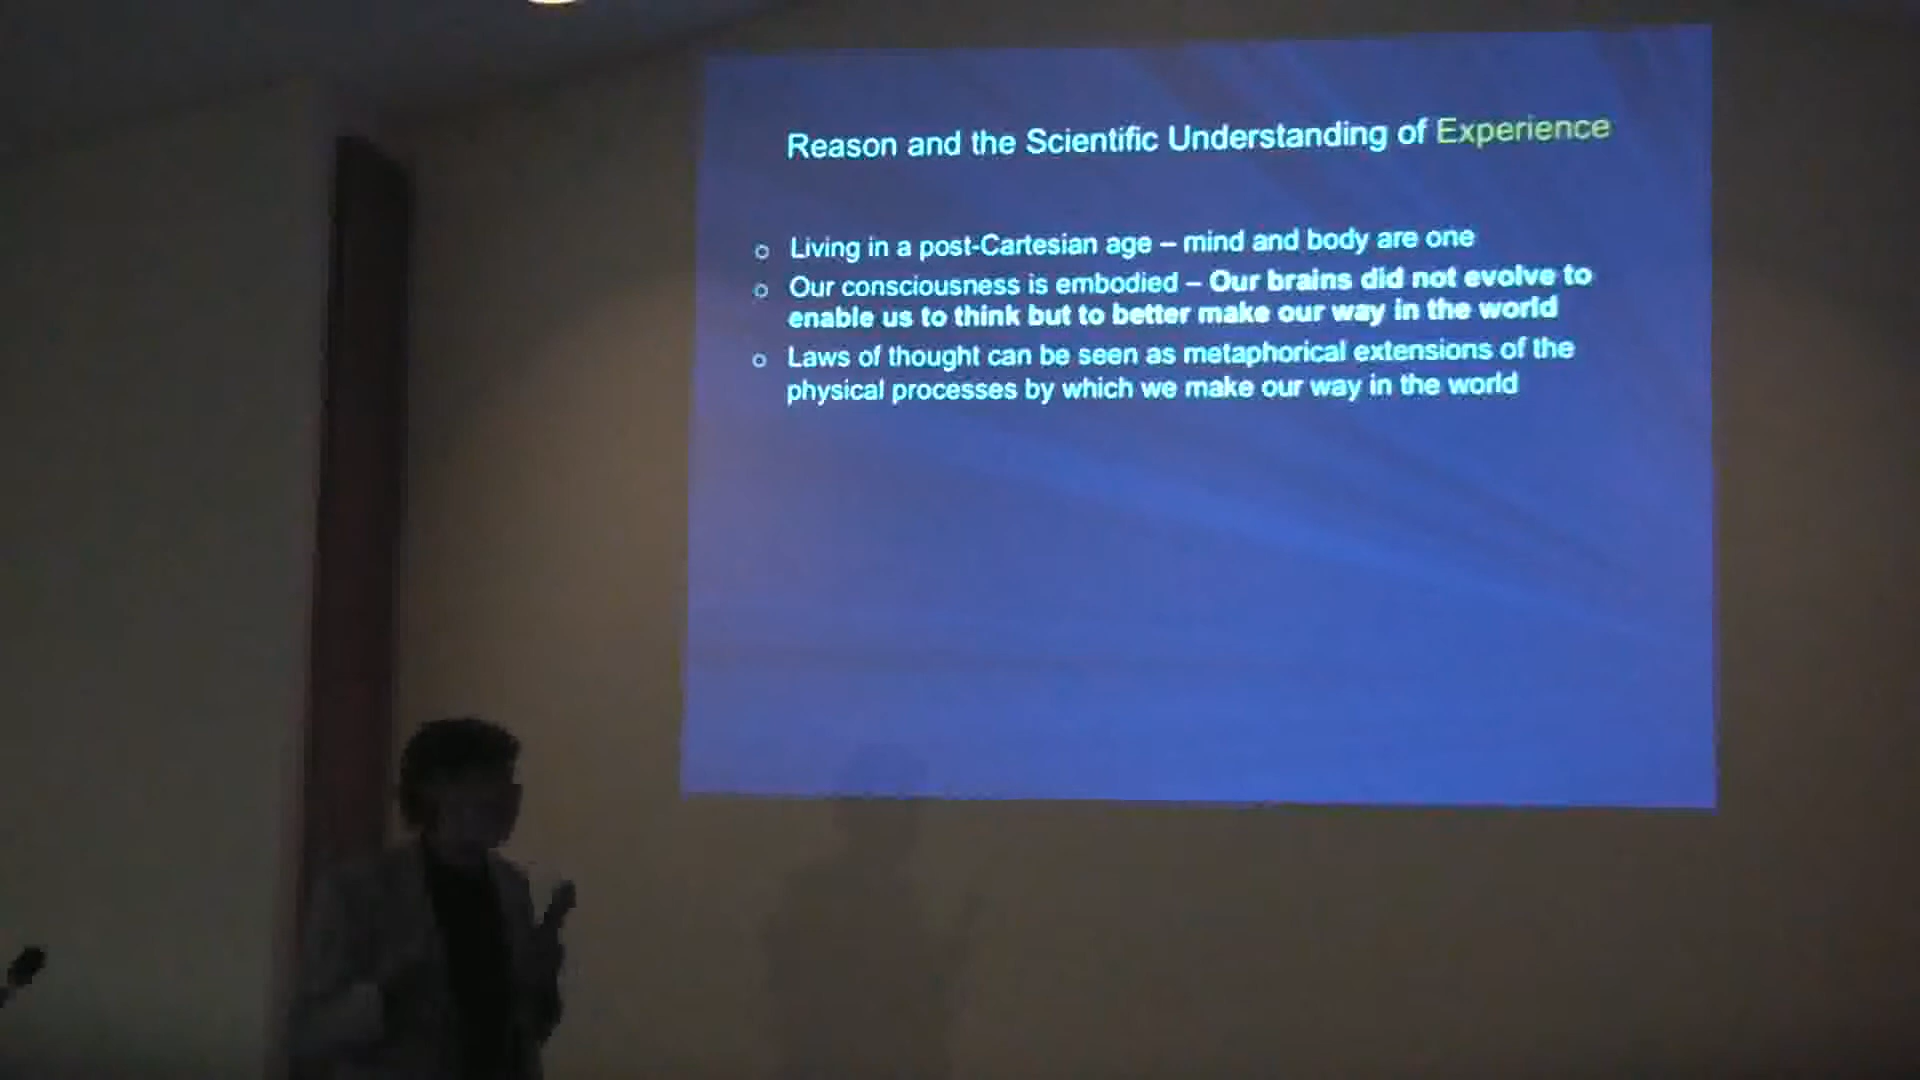 Reason and the Scientific Understanding of Experience
Living in a post-Cartesian age – mind and body are one
Our consciousness is embodied – Our brains did not evolve to
enable us to think but to better make our way in the world
Laws of thought can be seen as metaphorical extensions of the
physical processes by which we make our way in the world